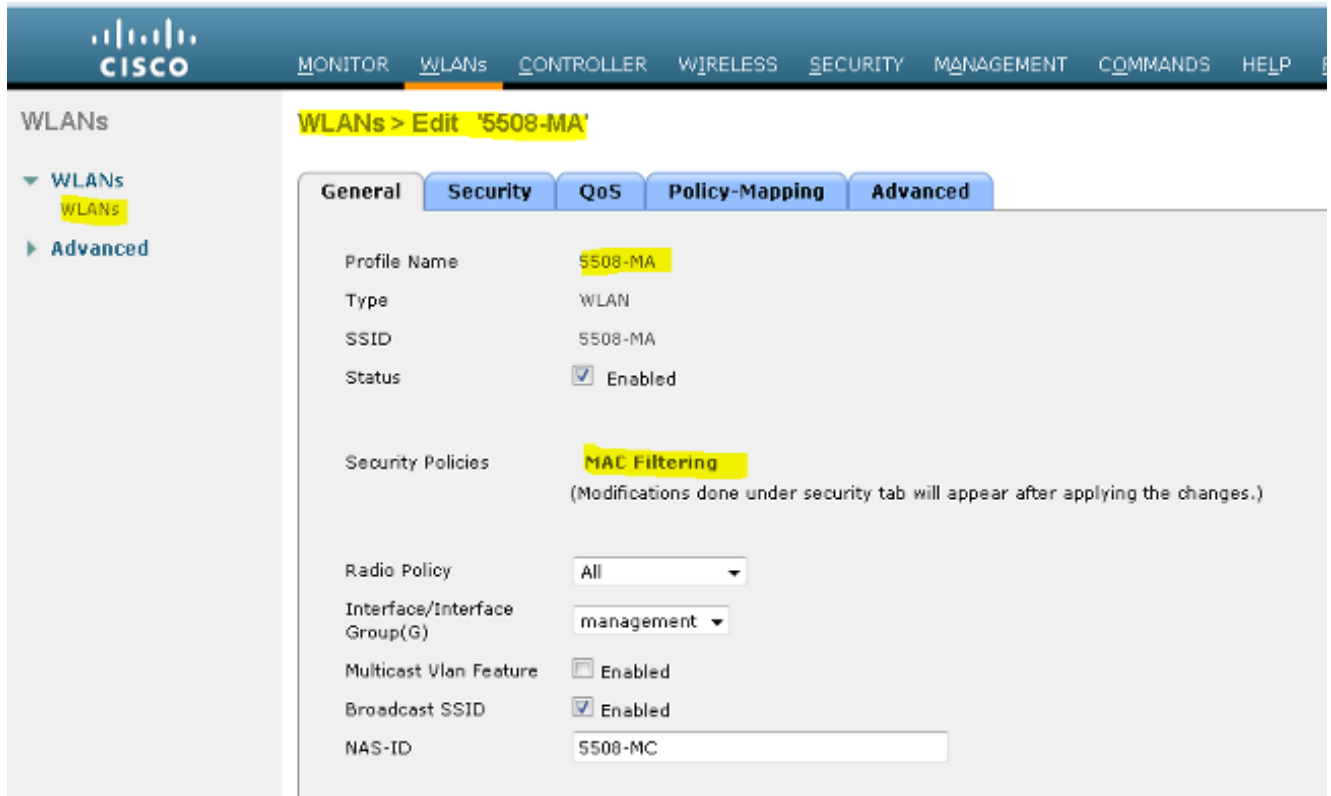 CISCO
MONITOR WLANs CONTROLLER WIRELESS SECURITY MANAGEMENT COMMANDS HELP
WLANs
WLANs > Edit '5508-MA'
WLANs
WLANs
Advanced
General Security QoS Policy-Mapping Advanced
Profile Name 5508-MA
Type WLAN
SSID 5508-MA
Status Enabled
Security Policies MAC Filtering
(Modifications done under security tab will appear after applying the changes.)
Radio Policy All
Interface/Interface
Group(G) management
Multicast Vlan Feature Enabled
Broadcast SSID Enabled
NAS-ID 5508-MC